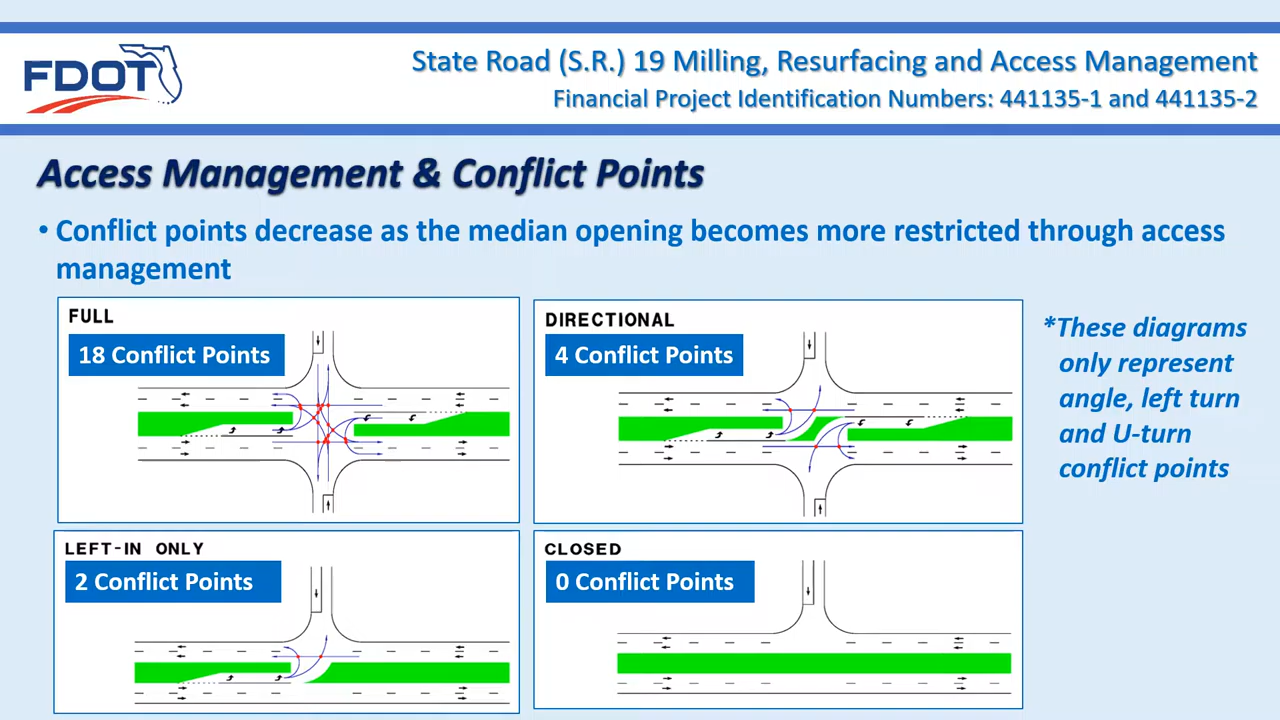 FDOT
State Road (S.R.) 19 Milling, Resurfacing and Access Management
Financial Project Identification Numbers: 441135-1 and 441135-2
Access Management & Conflict Points
• Conflict points decrease as the median opening becomes more restricted through access
management
FULL
18 Conflict Points
DIRECTIONAL
4 Conflict Points
*These diagrams
only represent
angle, left turn
and U-turn
conflict points
LEFT-IN ONLY
2 Conflict Points
CLOSED
0 Conflict Points